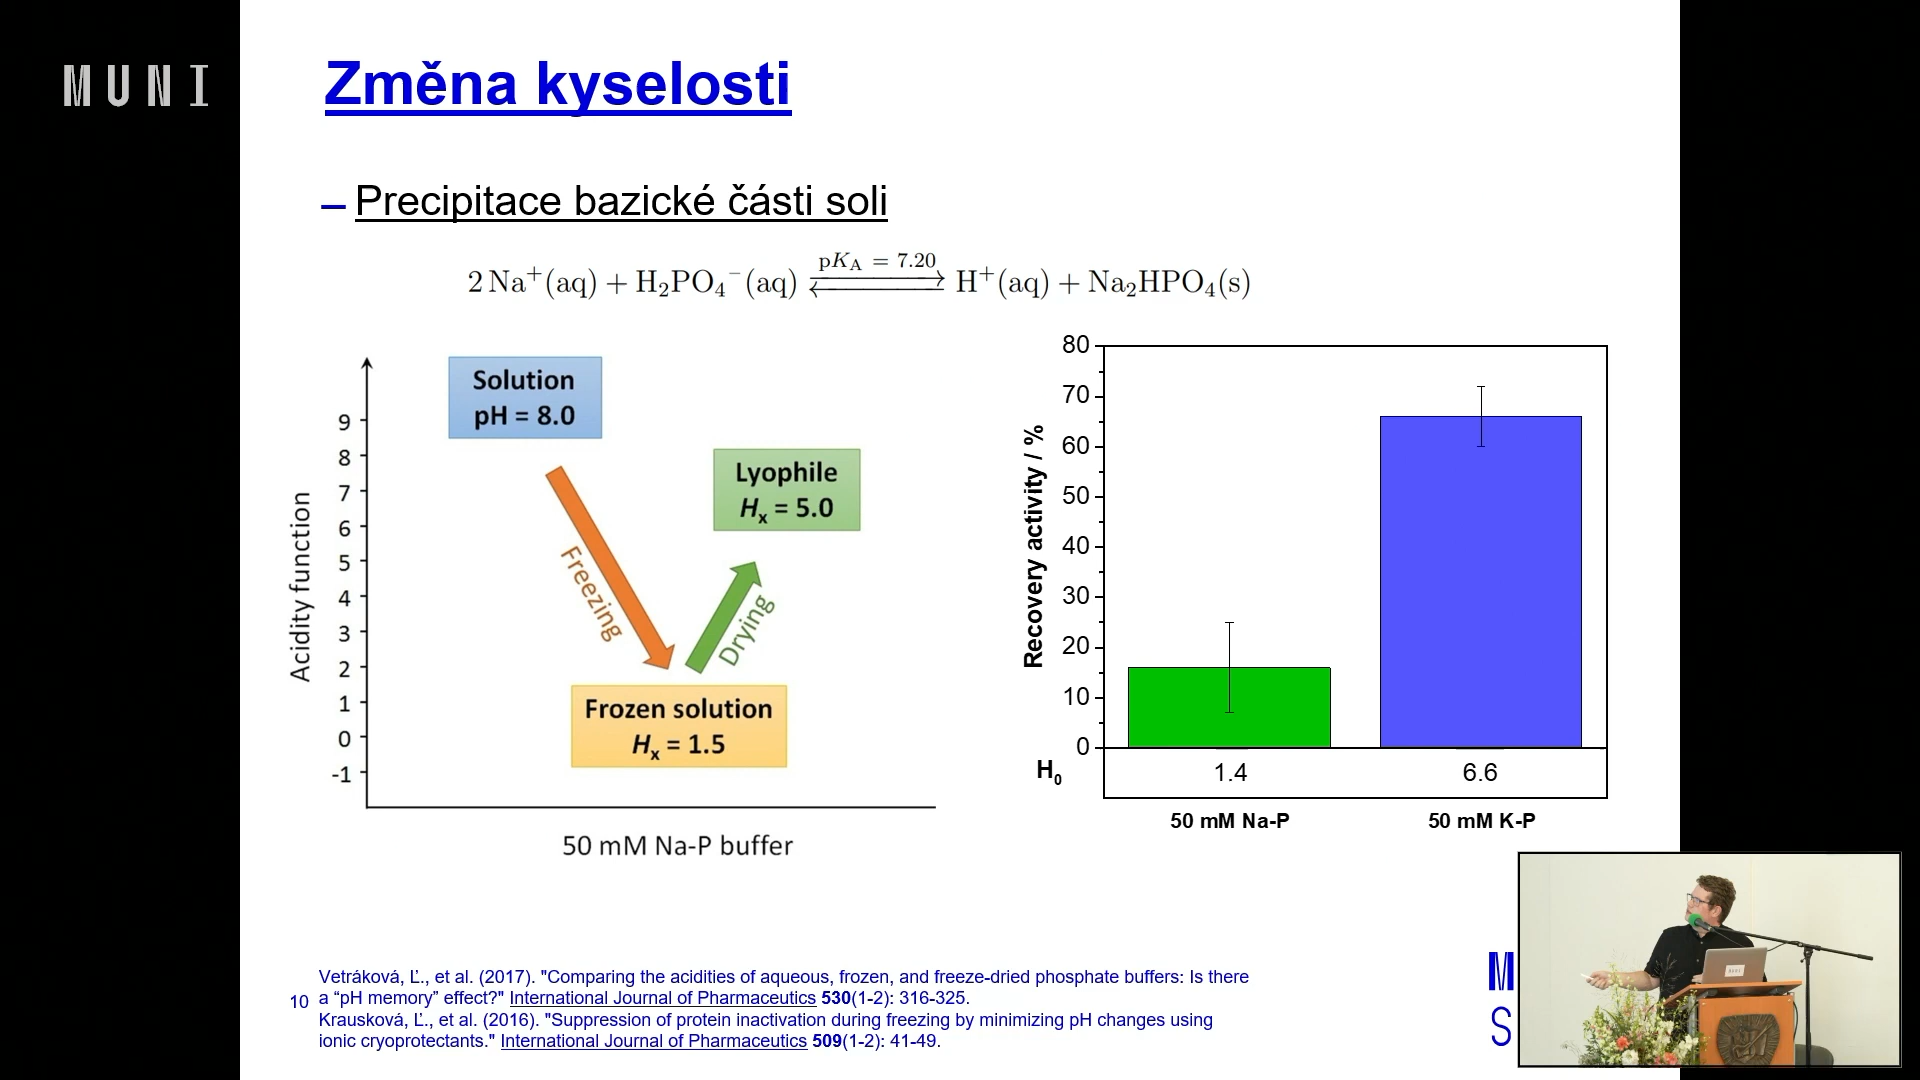 MUNI
Změna kyselosti
– Precipitace bazické části soli
2 Na⁺(aq) + H₂PO₄⁻(aq) ⇌ H⁺(aq) + Na₂HPO₄(s)
pK_A = 7.20
Acidity function
9
8
7
6
5
4
3
2
1
0
-1
Solution
pH = 8.0
Freezing
Frozen solution
Hₓ = 1.5
Drying
Lyophile
Hₓ = 5.0
50 mM Na-P buffer
Recovery activity / %
80
70
60
50
40
30
20
10
0
H₀
1.4
6.6
50 mM Na-P
50 mM K-P
Vetráková, Ľ., et al. (2017). "Comparing the acidities of aqueous, frozen, and freeze-dried phosphate buffers: Is there
a “pH memory” effect?" International Journal of Pharmaceutics 530(1-2): 316-325.
Krausková, Ľ., et al. (2016). "Suppression of protein inactivation during freezing by minimizing pH changes using
ionic cryoprotectants." International Journal of Pharmaceutics 509(1-2): 41-49.
10
M
S